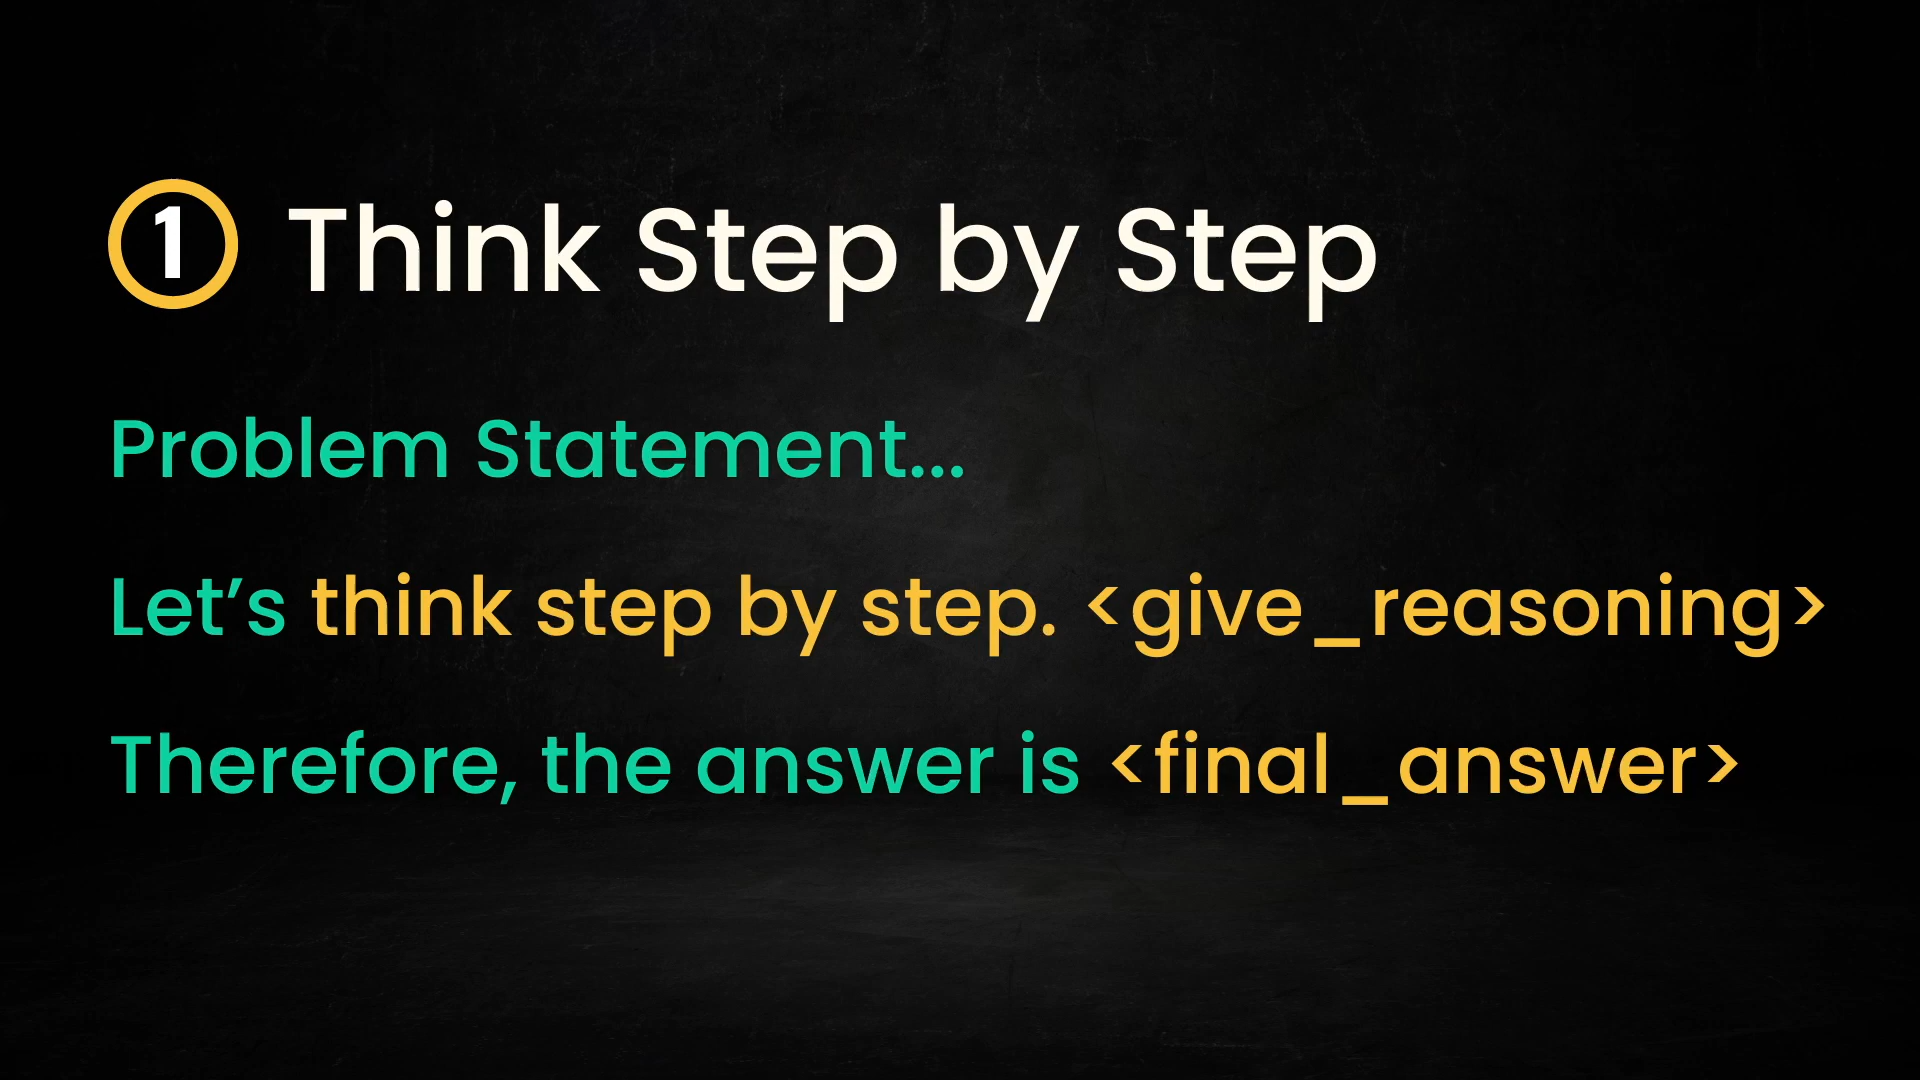 1 Think Step by Step
Problem Statement...
Let’s think step by step. <give_reasoning>
Therefore, the answer is <final_answer>